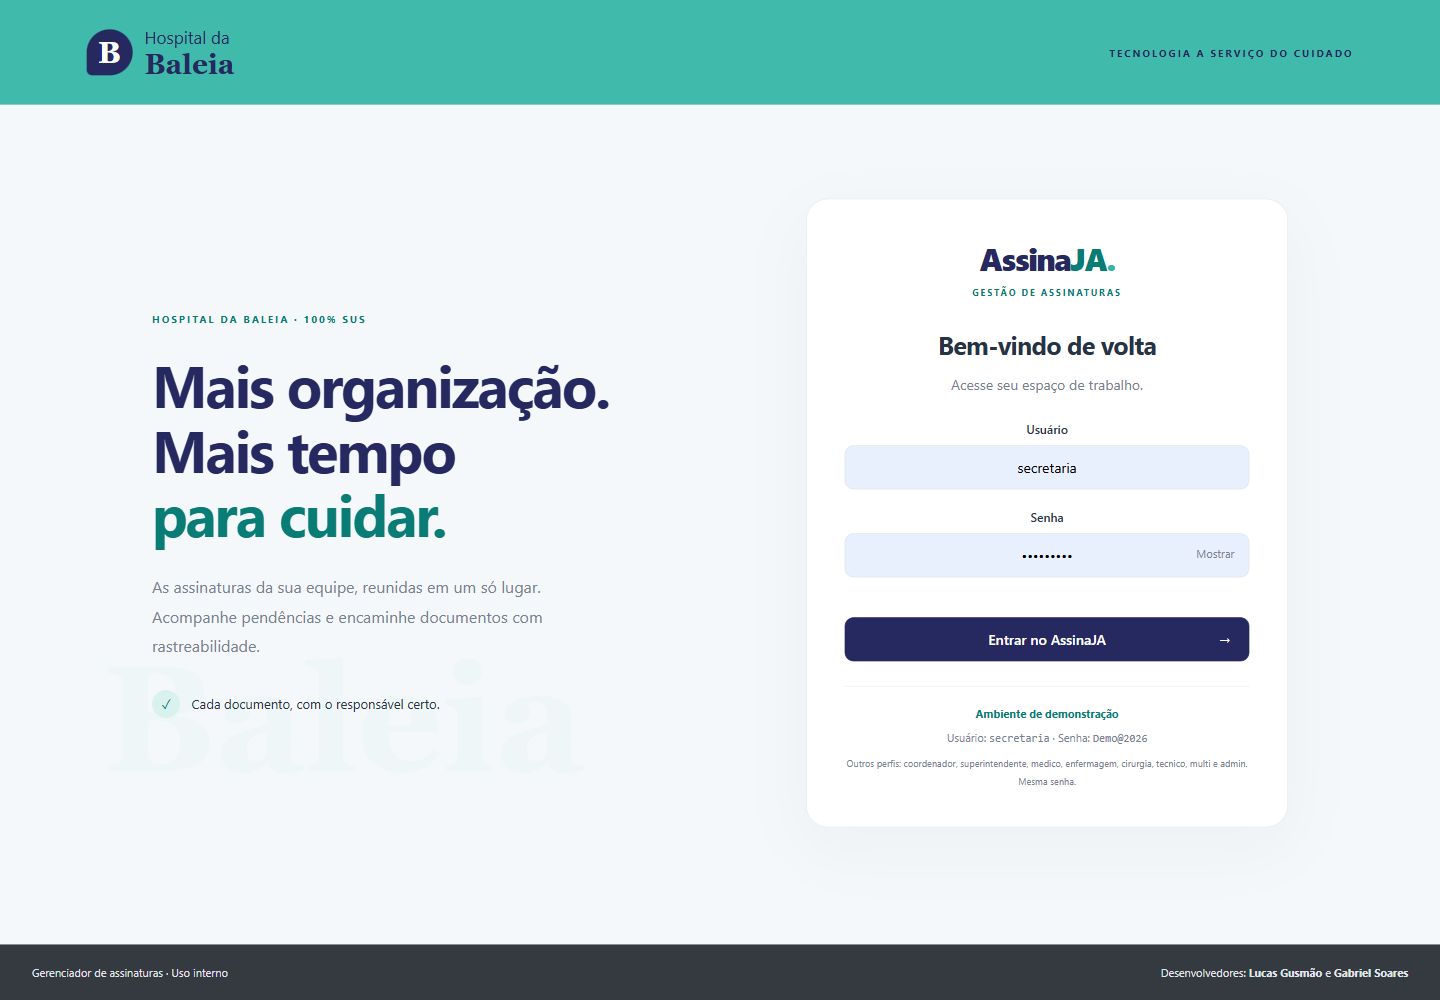 B
Hospital da
Baleia
TECNOLOGIA A SERVIÇO DO CUIDADO
HOSPITAL DA BALEIA · 100% SUS
Mais organização.
Mais tempo
para cuidar.
As assinaturas da sua equipe, reunidas em um só lugar.
Acompanhe pendências e encaminhe documentos com
rastreabilidade.
Baleia
✓ Cada documento, com o responsável certo.
AssinaJA.
GESTÃO DE ASSINATURAS
Bem-vindo de volta
Acesse seu espaço de trabalho.
Usuário
secretaria
Senha
••••••••• Mostrar
Entrar no AssinaJA →
Ambiente de demonstração
Usuário: secretaria · Senha: Demo@2026
Outros perfis: coordenador, superintendente, medico, enfermagem, cirurgia, tecnico, multi e admin.
Mesma senha.
Gerenciador de assinaturas · Uso interno
Desenvolvedores: Lucas Gusmão e Gabriel Soares